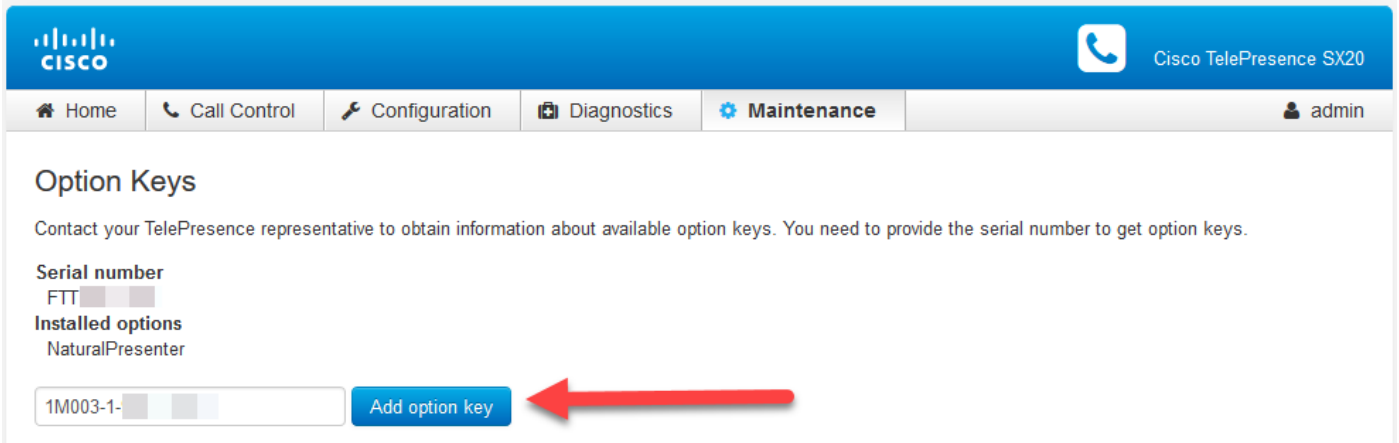 CISCO
Cisco TelePresence SX20
Home Call Control Configuration Diagnostics Maintenance admin
Option Keys
Contact your TelePresence representative to obtain information about available option keys. You need to provide the serial number to get option keys.
Serial number
FTT
Installed options
NaturalPresenter
1M003-1- Add option key